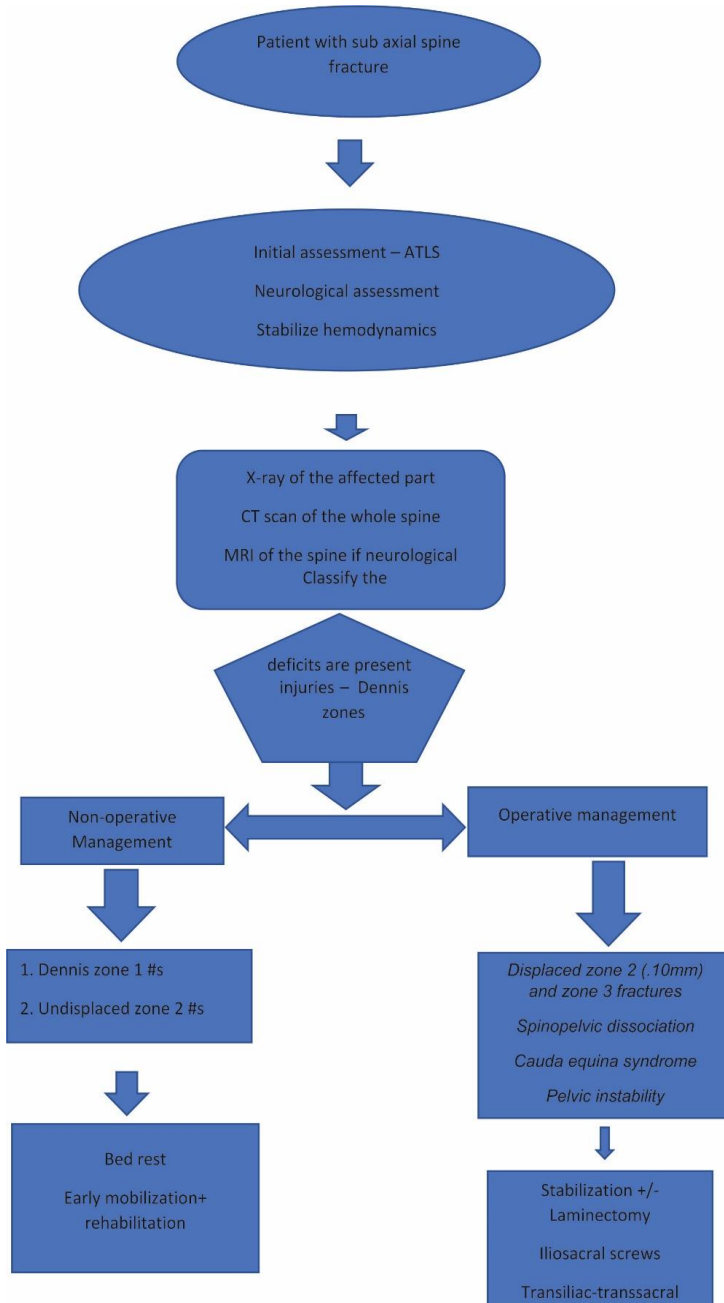 Patient with sub axial spine
fracture
Initial assessment – ATLS
Neurological assessment
Stabilize hemodynamics
X-ray of the affected part
CT scan of the whole spine
MRI of the spine if neurological
Classify the
deficits are present
injuries – Dennis
zones
Non-operative
Management
Operative management
1. Dennis zone 1 #s
2. Undisplaced zone 2 #s
Displaced zone 2 (.10mm)
and zone 3 fractures
Spinopelvic dissociation
Cauda equina syndrome
Pelvic instability
Bed rest
Early mobilization+
rehabilitation
Stabilization +/-
Laminectomy
Iliosacral screws
Transiliac-transsacral